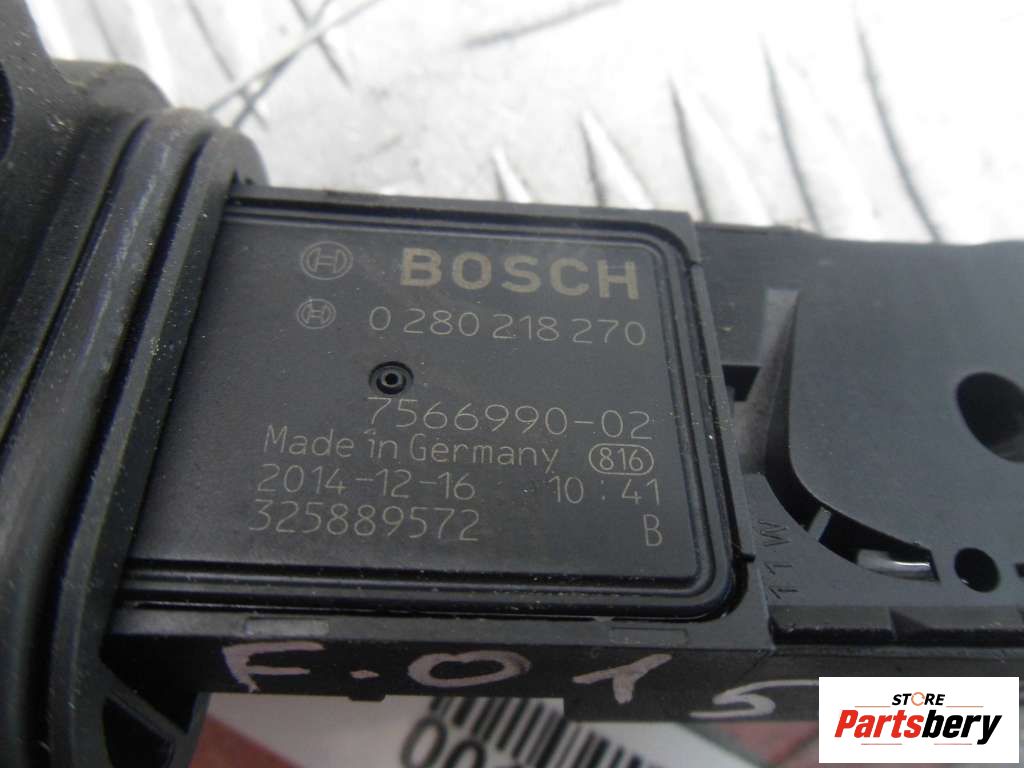 BOSCH
0 280 218 270
7566990-02
Made in Germany 816
2014-12-16 10:41
325889572 B
F.01 5
STORE
Partsbery